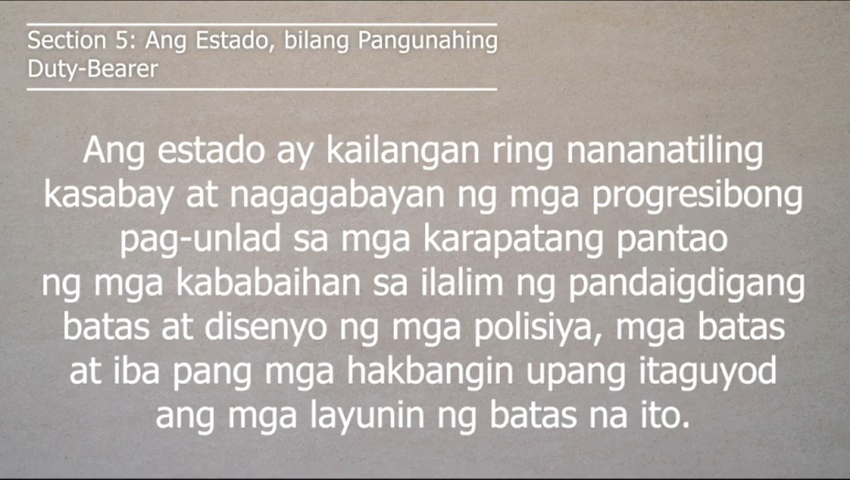 Section 5: Ang Estado, bilang Pangunahing
Duty-Bearer
Ang estado ay kailangan ring nananatiling
kasabay at nagagabayan ng mga progresibong
pag-unlad sa mga karapatang pantao
ng mga kababaihan sa ilalim ng pandaigdigang
batas at disenyo ng mga polisiya, mga batas
at iba pang mga hakbangin upang itaguyod
ang mga layunin ng batas na ito.